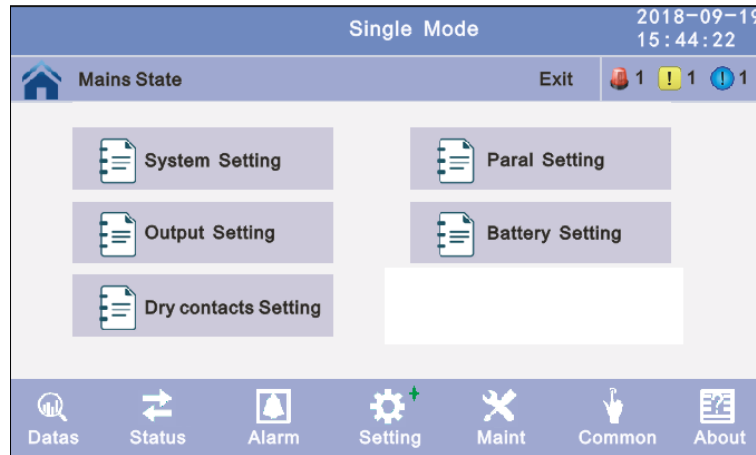 Single Mode
2018-09-19
15:44:22
Mains State
Exit
1
! 1
! 1
System Setting
Paral Setting
Output Setting
Battery Setting
Dry contacts Setting
Datas
Status
Alarm
Setting
Maint
Common
About